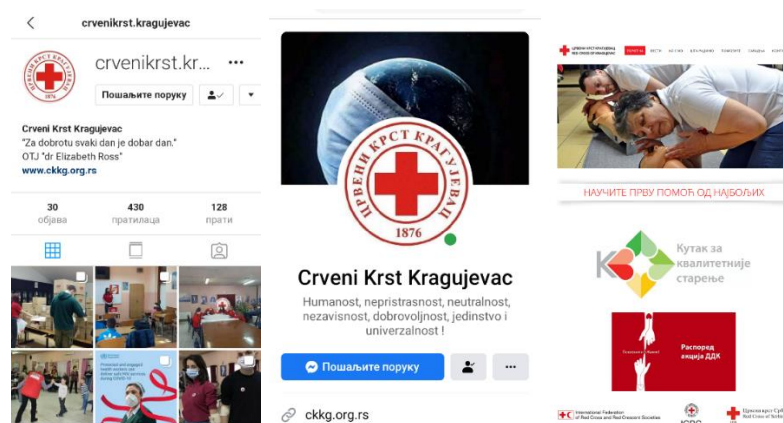 crvenikrst.kragujevac
crvenikrst.kr...
Пошаљите поруку
Crveni Krst Kragujevac
"Za dobrotu svaki dan je dobar dan."
OTJ "dr Elizabeth Ross"
www.ckkg.org.rs
30
објава
430
пратилаца
128
прати
ЦРВЕНИ КРСТ КРАГУЈЕВАЦ
1876
Crveni Krst Kragujevac
Humanost, nepristrasnost, neutralnost,
nezavisnost, dobrovoljnost, jedinstvo i
univerzalnost !
Пошаљите поруку
ckkg.org.rs
НАУЧИТЕ ПРВУ ПОМОЋ ОД НАЈБОЉИХ
Кутак за
квалитетније
старење
Распоред
акција ДДК
International Federation
of Red Cross and Red Crescent Societies
ICRC